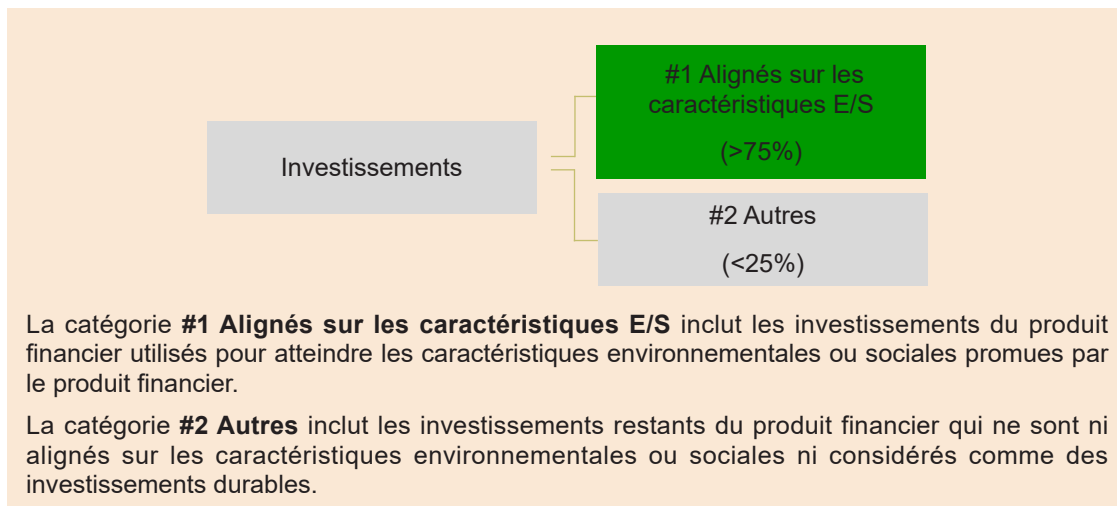 #1 Alignés sur les
caractéristiques E/S
(>75%)
Investissements
#2 Autres
(<25%)
La catégorie #1 Alignés sur les caractéristiques E/S inclut les investissements du produit
financier utilisés pour atteindre les caractéristiques environnementales ou sociales promues par
le produit financier.
La catégorie #2 Autres inclut les investissements restants du produit financier qui ne sont ni
alignés sur les caractéristiques environnementales ou sociales ni considérés comme des
investissements durables.